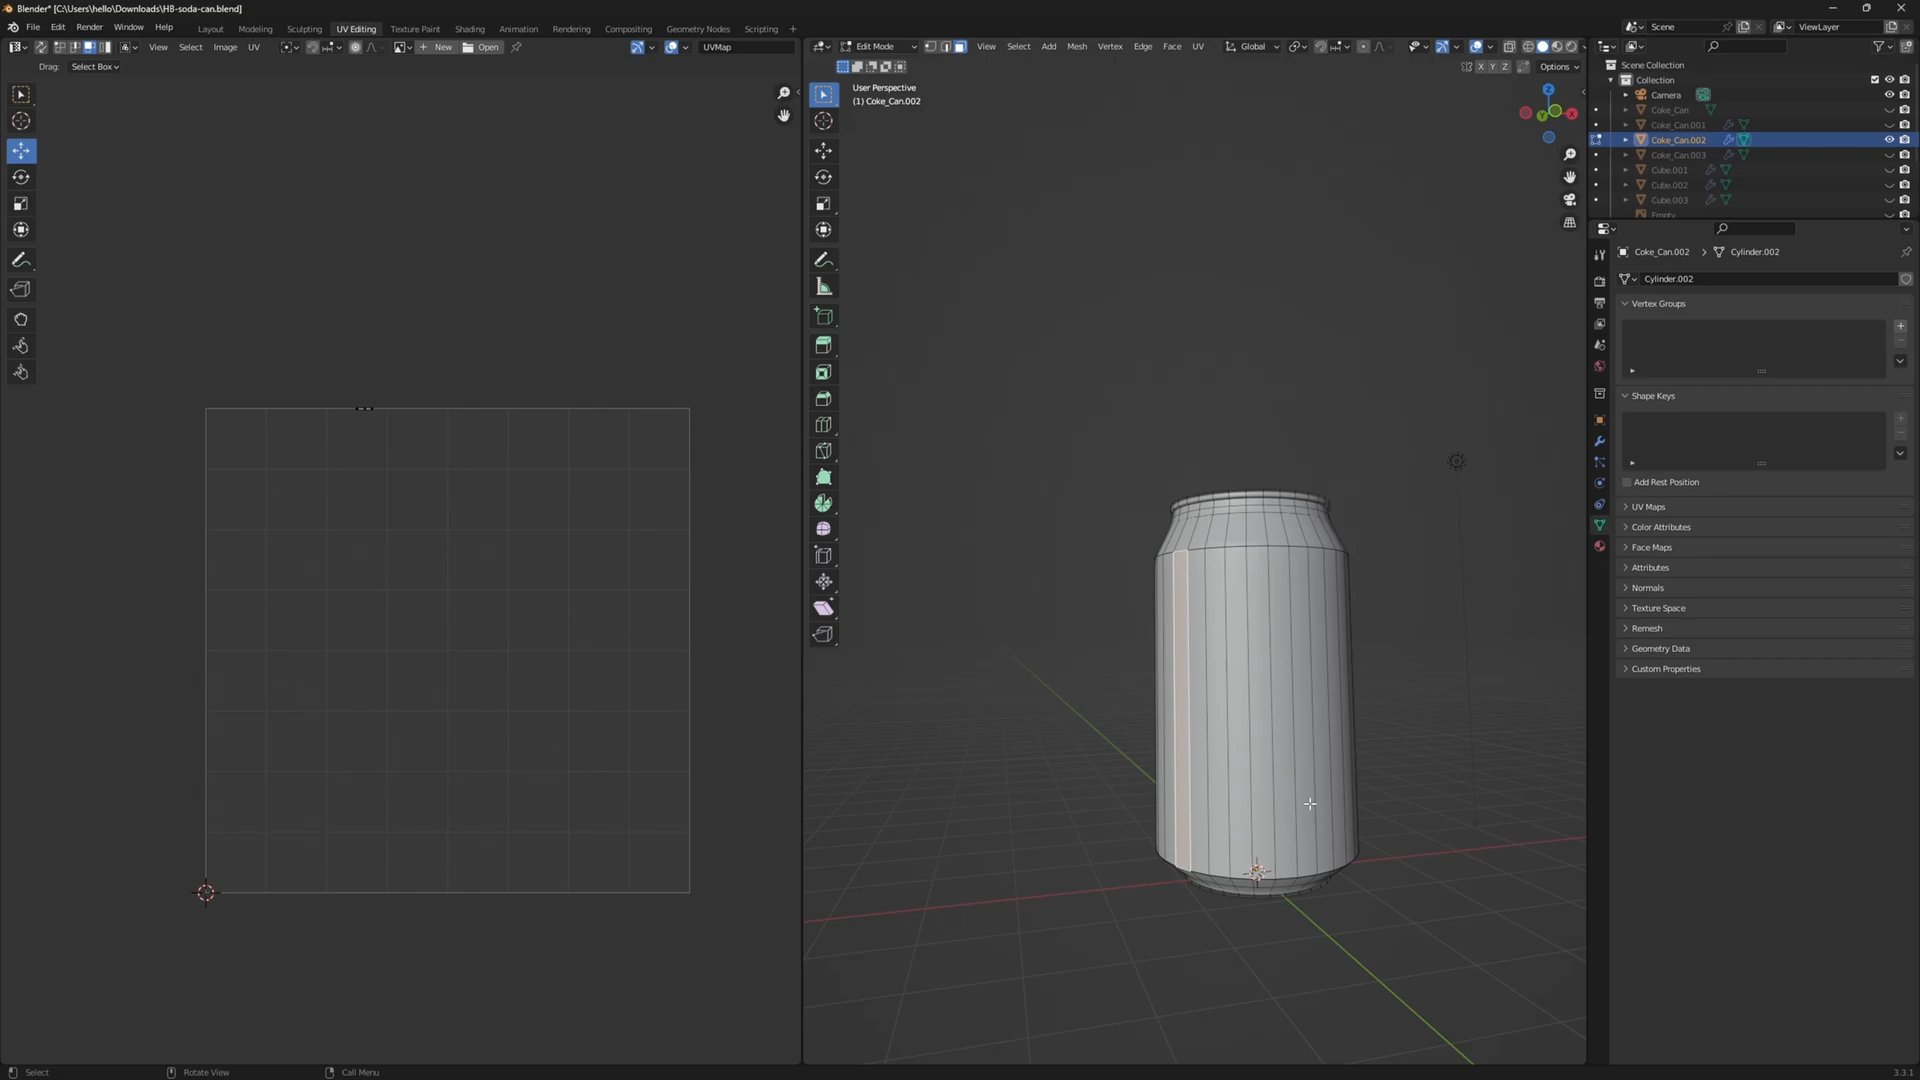 Blender* [C:\Users\hello\Downloads\HB-soda-can.blend]
File Edit Render Window Help Layout Modeling Sculpting UV Editing Texture Paint Shading Animation Rendering Compositing Geometry Nodes Scripting + Scene ViewLayer
View Select Image UV New Open UVMap
Edit Mode View Select Add Mesh Vertex Edge Face UV Global
Drag: Select Box
X Y Z Options
User Perspective
(1) Coke_Can.002
Z
X
Y
Scene Collection
Collection
Camera
Coke_Can
Coke_Can.001
Coke_Can.002
Coke_Can.003
Cube.001
Cube.002
Cube.003
Empty
Coke_Can.002 > Cylinder.002
Cylinder.002
Vertex Groups
Shape Keys
Add Rest Position
UV Maps
Color Attributes
Face Maps
Attributes
Normals
Texture Space
Remesh
Geometry Data
Custom Properties
Select Rotate View Call Menu 3.3.1